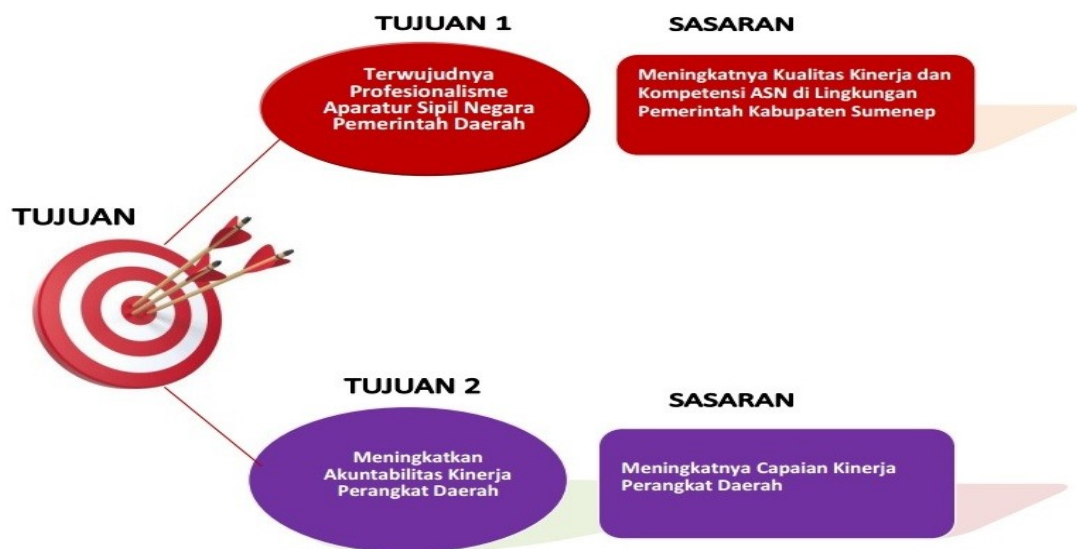 TUJUAN 1
SASARAN
Terwujudnya
Profesionalisme
Aparatur Sipil Negara
Pemerintah Daerah
Meningkatnya Kualitas Kinerja dan
Kompetensi ASN di Lingkungan
Pemerintah Kabupaten Sumenep
TUJUAN
TUJUAN 2
SASARAN
Meningkatkan
Akuntabilitas Kinerja
Perangkat Daerah
Meningkatnya Capaian Kinerja
Perangkat Daerah